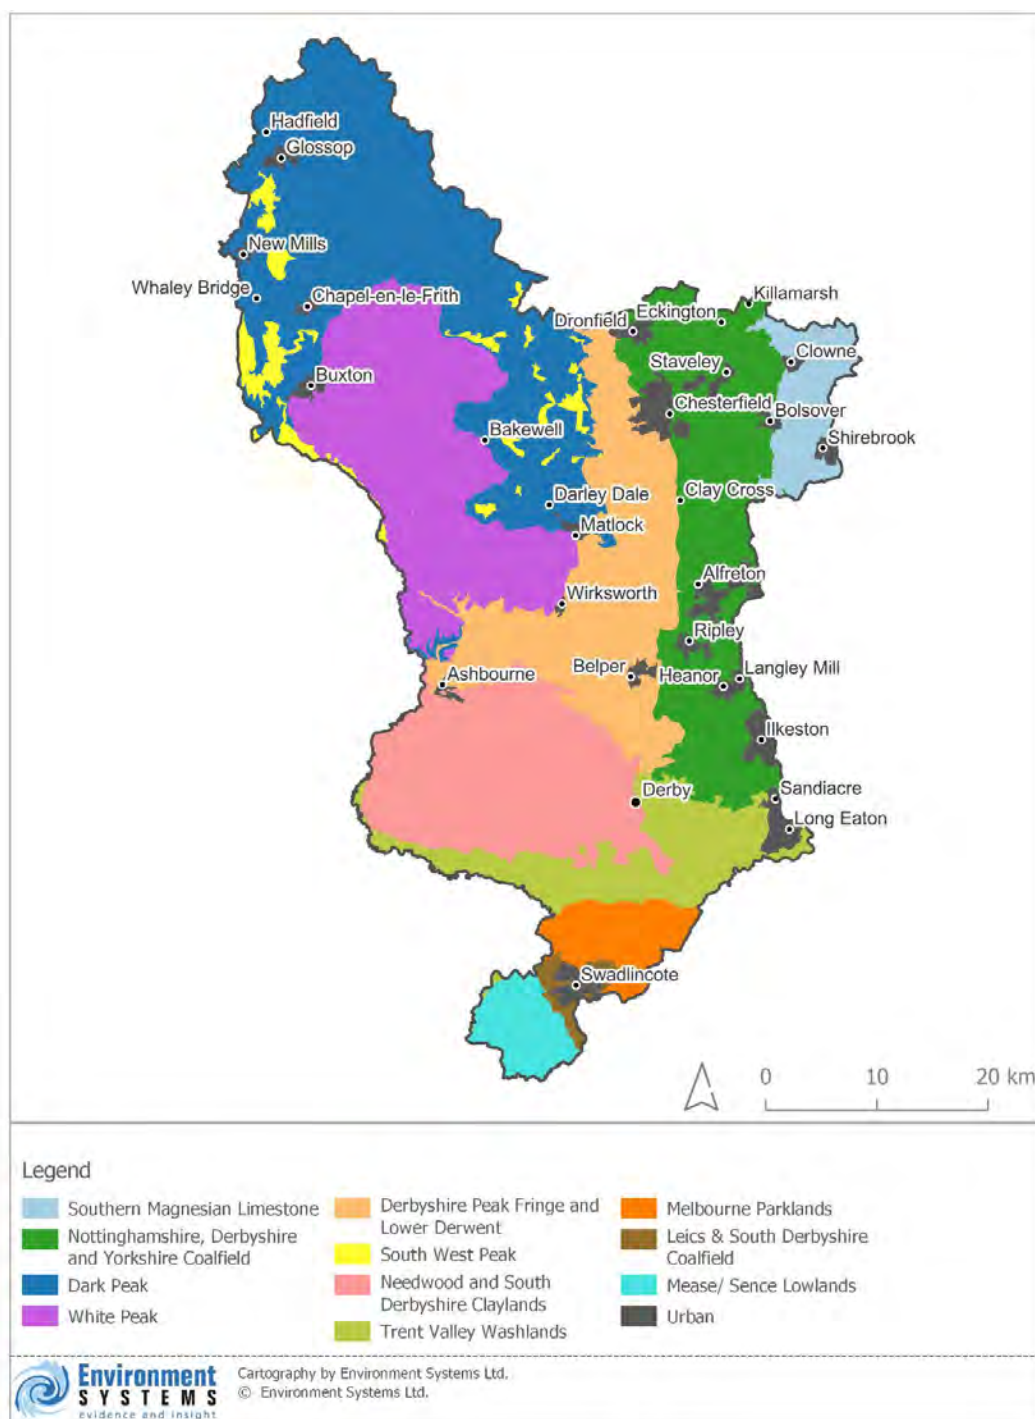 Hadfield
Glossop
New Mills
Whaley Bridge
Chapel-en-le-Frith
Killamarsh
Eckington
Dronfield
Clowne
Staveley
Buxton
Chesterfield
Bolsover
Bakewell
Shirebrook
Clay Cross
Darley Dale
Matlock
Alfreton
Wirksworth
Ripley
Belper
Langley Mill
Heanor
Ashbourne
Ilkeston
Derby
Sandiacre
Long Eaton
Swadlincote
0 10 20 km
Legend
Southern Magnesian Limestone
Nottinghamshire, Derbyshire
and Yorkshire Coalfield
Dark Peak
White Peak
Derbyshire Peak Fringe and
Lower Derwent
South West Peak
Needwood and South
Derbyshire Claylands
Trent Valley Washlands
Melbourne Parklands
Leics & South Derbyshire
Coalfield
Mease/ Sence Lowlands
Urban
Environment
SYSTEMS
evidence and insight
Cartography by Environment Systems Ltd.
© Environment Systems Ltd.